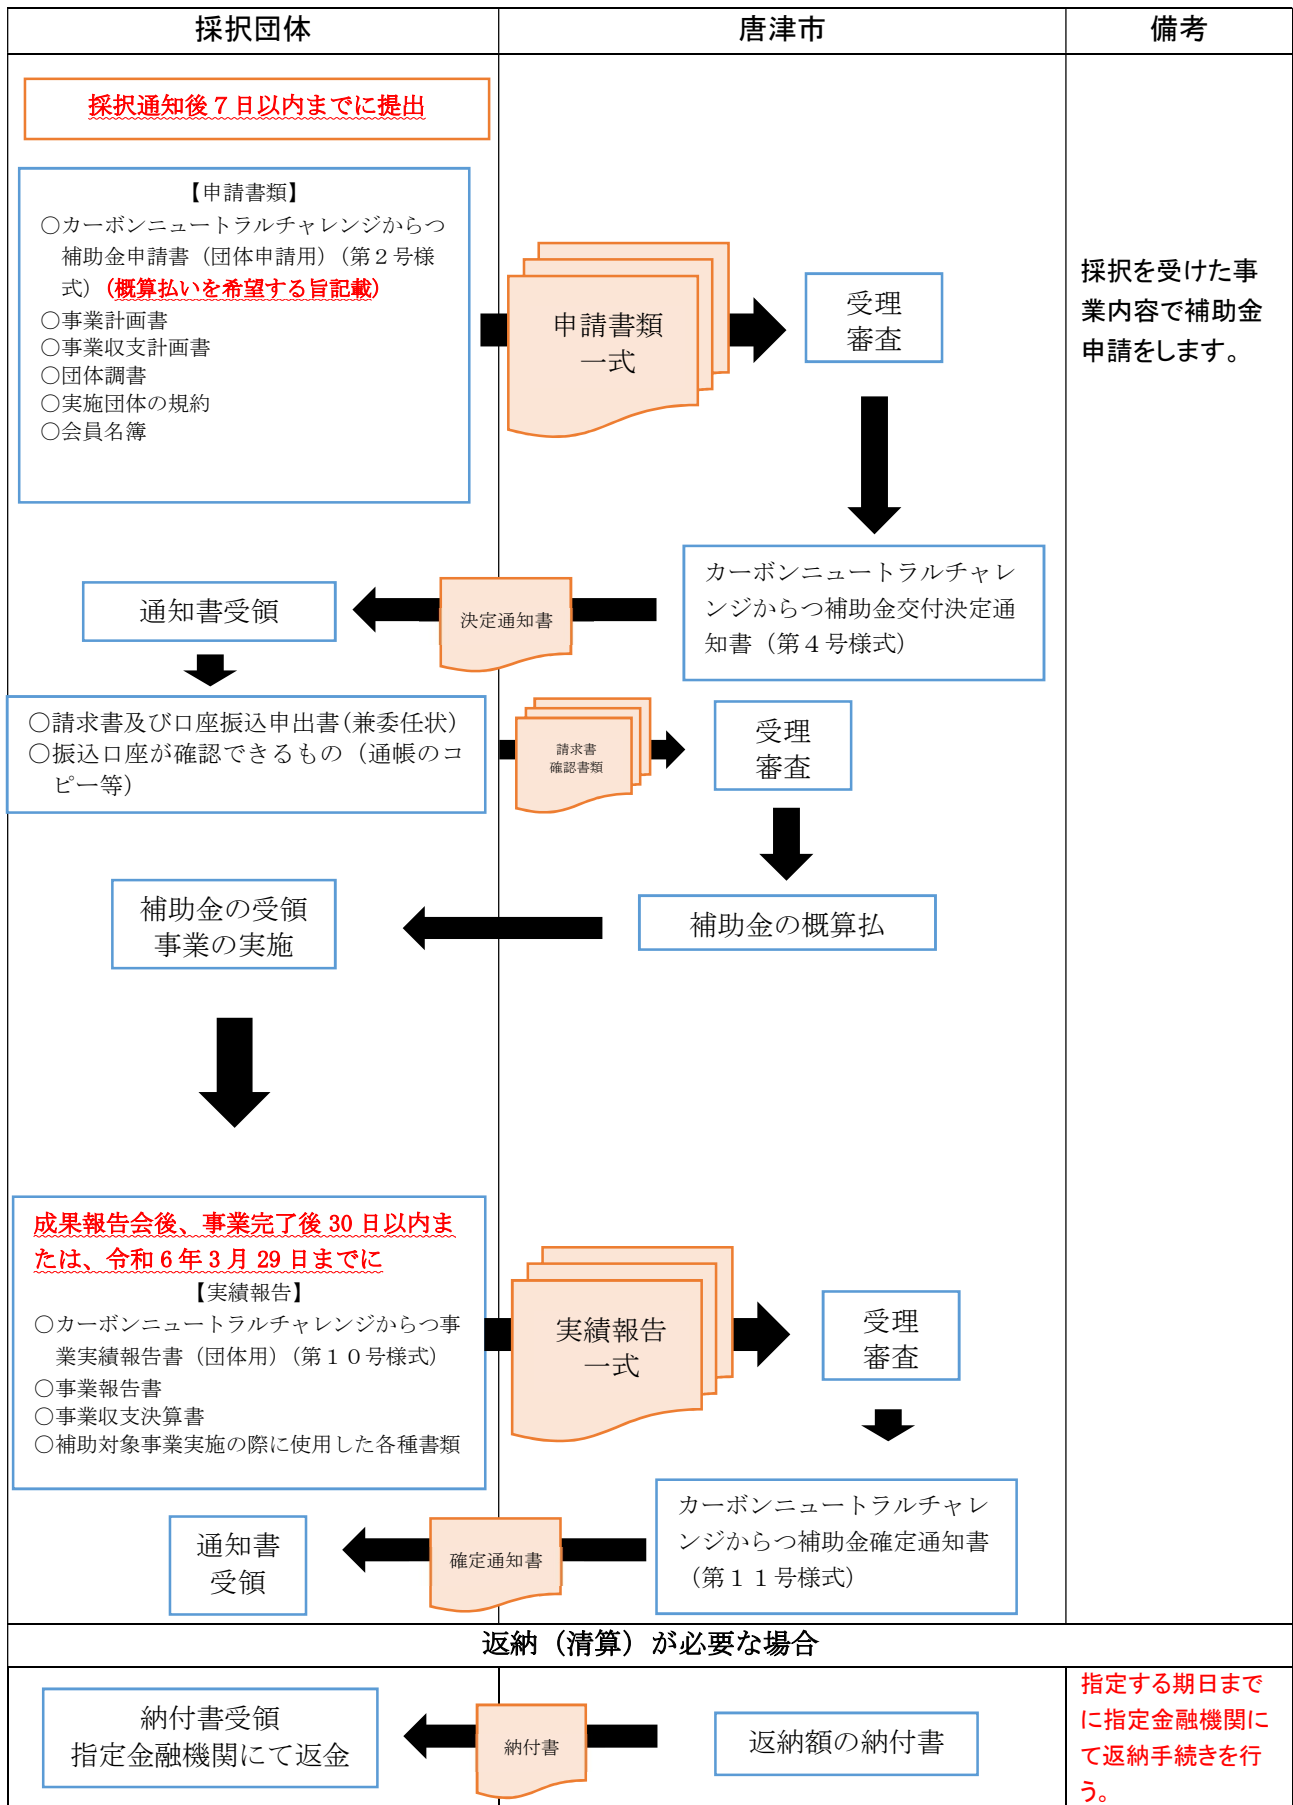 採択団体
唐津市
備考
採択通知後７日以内までに提出
【申請書類】
○カーボンニュートラルチャレンジからつ
補助金申請書（団体申請用）（第２号様
式）（概算払いを希望する旨記載）
○事業計画書
○事業収支計画書
○団体調書
○実施団体の規約
○会員名簿
申請書類
一式
受理
審査
採択を受けた事
業内容で補助金
申請をします。
カーボンニュートラルチャレ
ンジからつ補助金交付決定通
知書（第４号様式）
決定通知書
通知書受領
○請求書及び口座振込申出書（兼委任状）
○振込口座が確認できるもの（通帳のコ
ピー等）
請求書
確認書類
受理
審査
補助金の概算払
補助金の受領
事業の実施
成果報告会後、事業完了後 30 日以内ま
たは、令和 6 年 3 月 29 日までに
【実績報告】
○カーボンニュートラルチャレンジからつ事
業実績報告書（団体用）（第１０号様式）
○事業報告書
○事業収支決算書
○補助対象事業実施の際に使用した各種書類
実績報告
一式
受理
審査
カーボンニュートラルチャレ
ンジからつ補助金確定通知書
（第１１号様式）
確定通知書
通知書
受領
返納（清算）が必要な場合
納付書受領
指定金融機関にて返金
納付書
返納額の納付書
指定する期日まで
に指定金融機関に
て返納手続きを行
う。